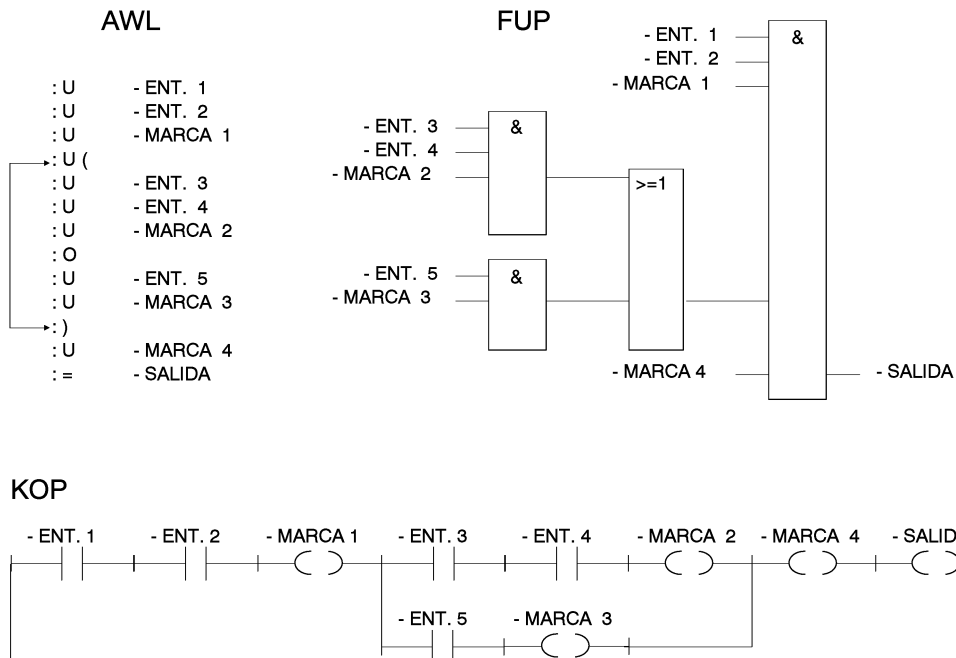 AWL
: U - ENT. 1
: U - ENT. 2
: U - MARCA 1
: U (
: U - ENT. 3
: U - ENT. 4
: U - MARCA 2
: O
: U - ENT. 5
: U - MARCA 3
: )
: U - MARCA 4
: = - SALIDA
FUP
- ENT. 1
- ENT. 2
- MARCA 1
&
- ENT. 3
- ENT. 4
- MARCA 2
&
>=1
- ENT. 5
- MARCA 3
&
- MARCA 4
- SALIDA
KOP
- ENT. 1 - ENT. 2 - MARCA 1 - ENT. 3 - ENT. 4 - MARCA 2 - MARCA 4 - SALID
- ENT. 5 - MARCA 3